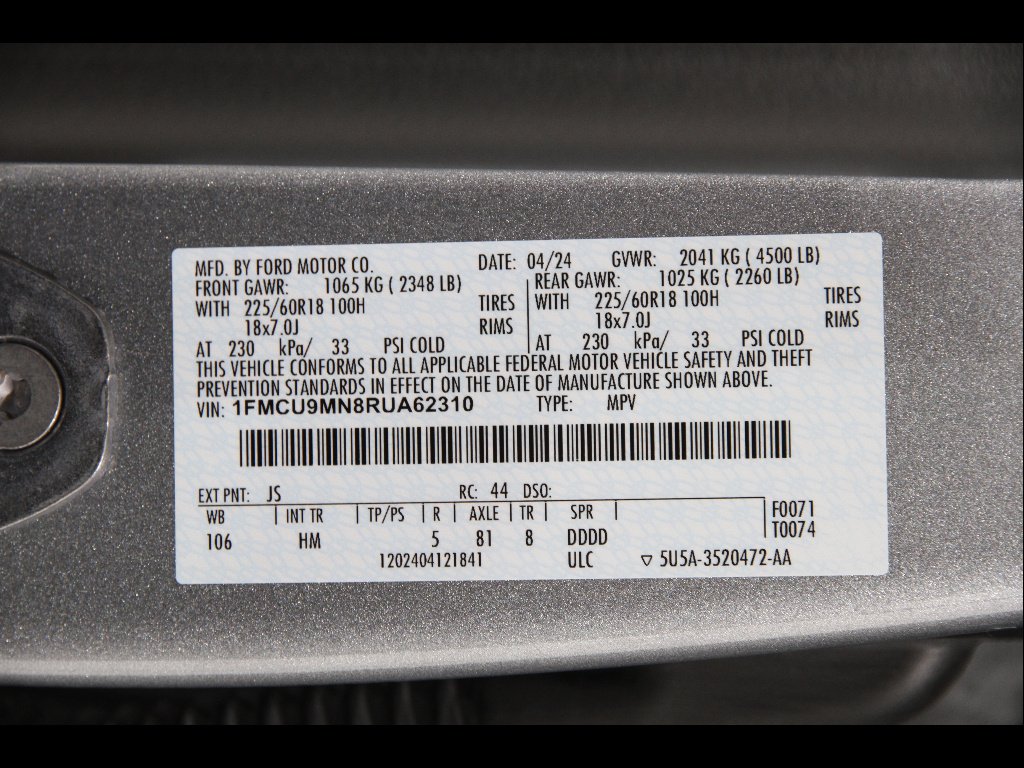 MFD. BY FORD MOTOR CO. DATE: 04/24 GVWR: 2041 KG ( 4500 LB)
FRONT GAWR: 1065 KG ( 2348 LB) REAR GAWR: 1025 KG ( 2260 LB)
WITH 225/60R18 100H TIRES WITH 225/60R18 100H TIRES
18x7.0J RIMS 18x7.0J RIMS
AT 230 kPa/ 33 PSI COLD AT 230 kPa/ 33 PSI COLD
THIS VEHICLE CONFORMS TO ALL APPLICABLE FEDERAL MOTOR VEHICLE SAFETY AND THEFT
PREVENTION STANDARDS IN EFFECT ON THE DATE OF MANUFACTURE SHOWN ABOVE.
VIN: 1FMCU9MN8RUA62310 TYPE: MPV
EXT PNT: JS RC: 44 DSO:
WB | INT TR | TP/PS | R | AXLE | TR | SPR | F0071
106 HM 5 81 8 DDDD T0074
1202404121841 ULC ▽ 5U5A-3520472-AA